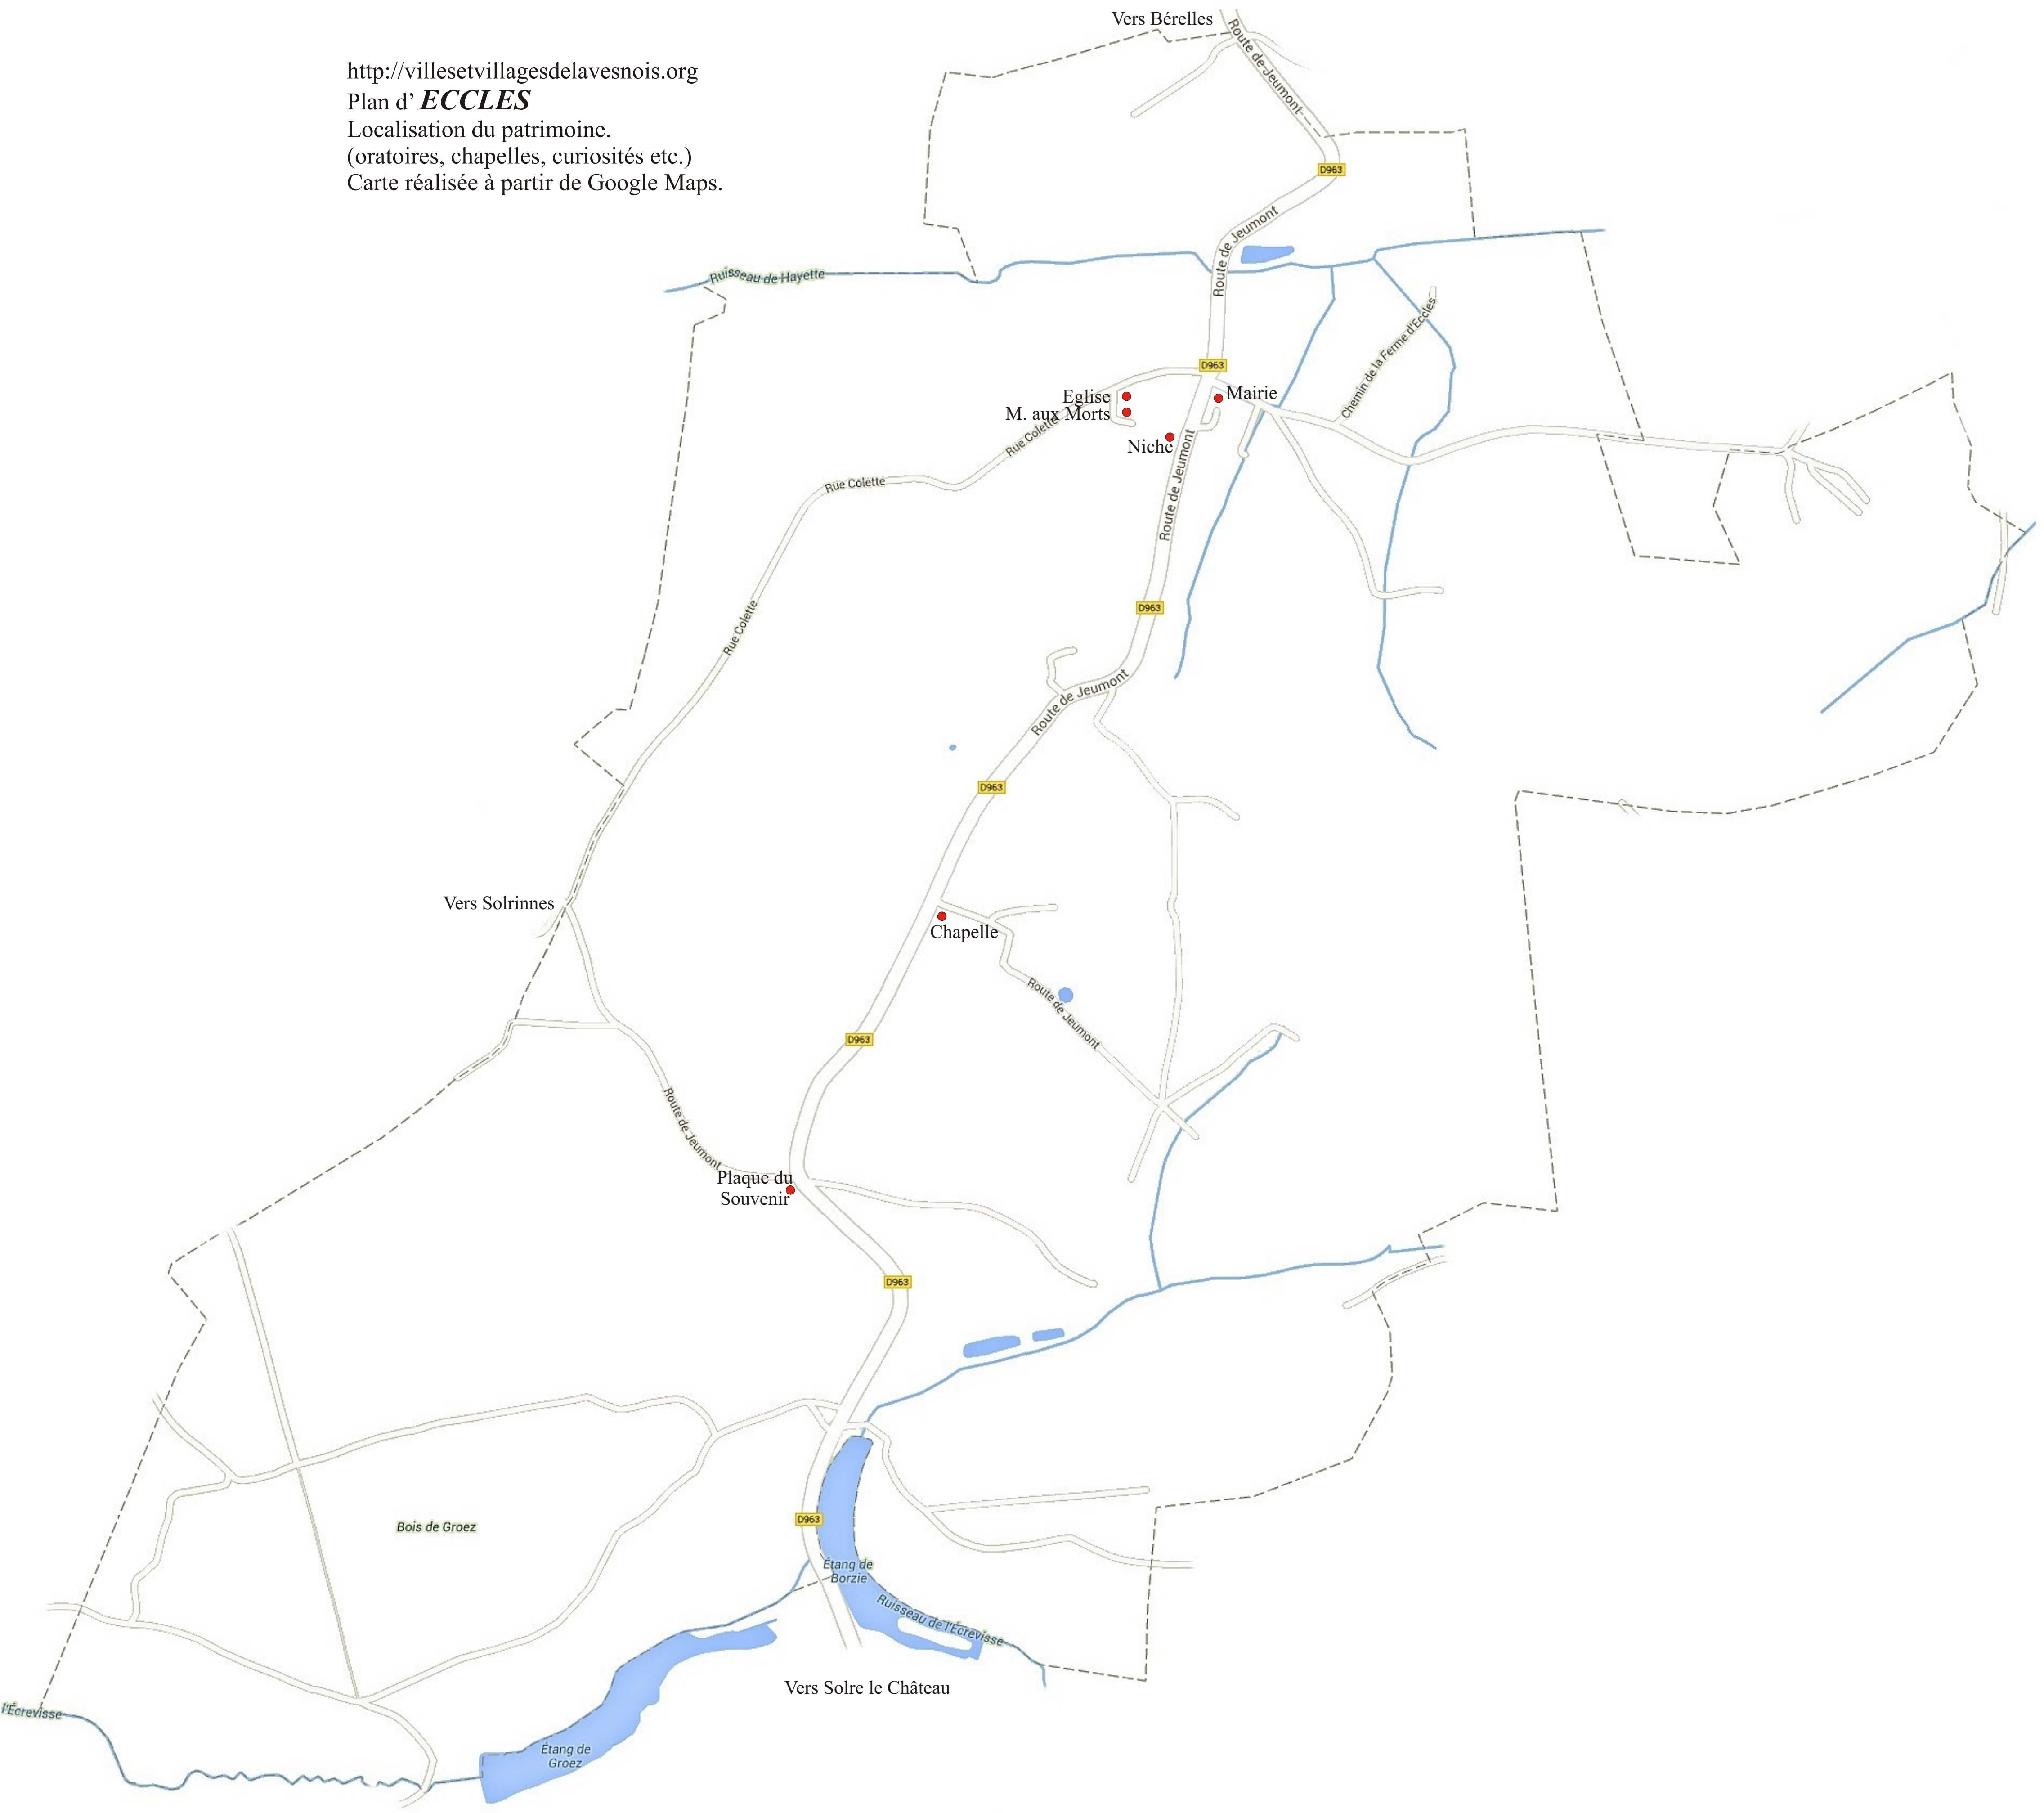 Vers Bérelles
Route de Jeumont
http://villesetvillagesdelavesnois.org
Plan d' ECCLES
Localisation du patrimoine.
(oratoires, chapelles, curiosités etc.)
Carte réalisée à partir de Google Maps.
D963
Route de Jeumont
Route de Jeumont
Ruisseau de Hayette
Chemin de la Ferme d'Eccles
D963
Eglise
Mairie
M. aux Morts
Rue Colette
Niche
Route de Jeumont
Rue Colette
D963
Rue Colette
Route de Jeumont
D963
Vers Solrinnes
Chapelle
Route de Jeumont
D963
Route de Jeumont
Plaque du
Souvenir
D963
D963
Bois de Groez
Étang de
Borzie
Ruisseau de l'Écrevisse
Vers Solre le Château
l'Écrevisse
Étang de
Groez